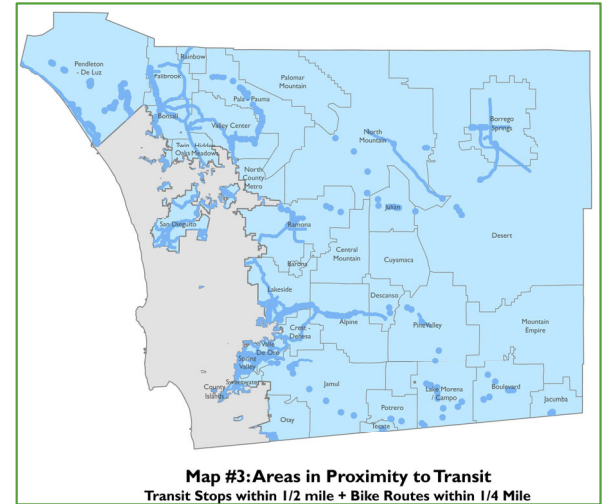 Rainbow
Pendleton
- De Luz
Fallbrook
Palomar
Mountain
Pala - Pauma
Bonsall
Valley Center
North
Mountain
Borrego
Springs
Twin Oaks
Hidden
Meadows
North
County
Metro
Julian
San Dieguito
Ramona
Desert
Central
Mountain
Cuyamaca
Barona
Lakeside
Descanso
Alpine
Pine Valley
Mountain
Empire
Crest -
Dehesa
Valle
De Oro
Spring
Valley
Sweetwater
County
Islands
Jamul
Lake Morena
/ Campo
Boulevard
Jacumba
Potrero
Otay
Tecate
Map #3: Areas in Proximity to Transit
Transit Stops within 1/2 mile + Bike Routes within 1/4 Mile